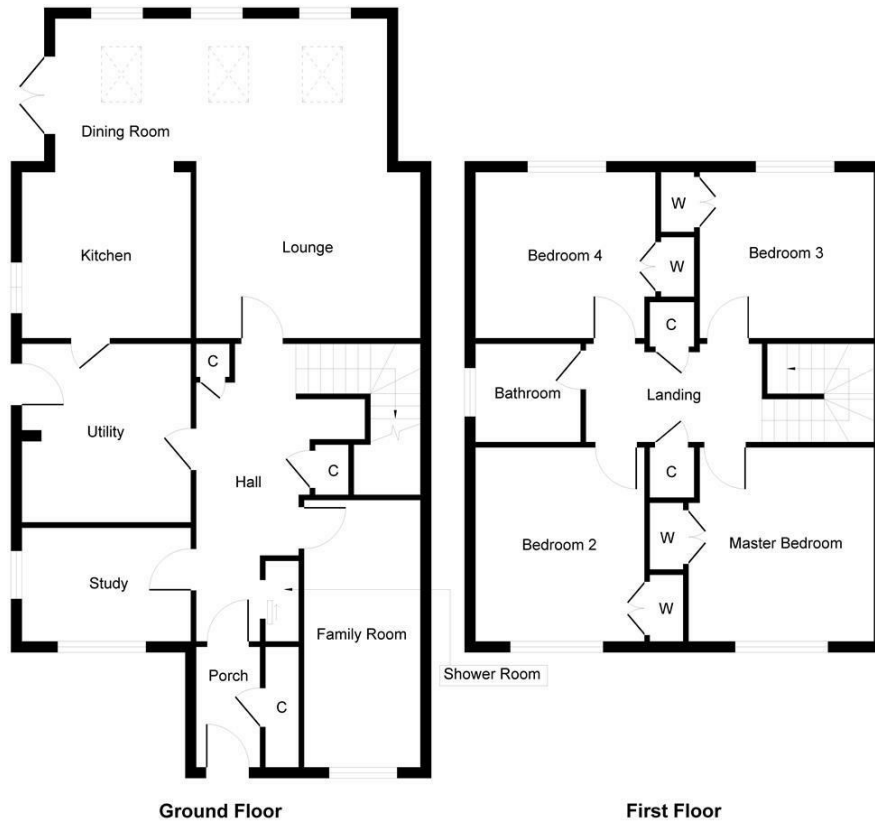 Dining Room
Kitchen
Lounge
C
Utility
Hall
C
Study
Family Room
Porch
C
Shower Room
Ground Floor
W
Bedroom 4
W
Bedroom 3
C
Bathroom
Landing
C
Bedroom 2
W
Master Bedroom
W
First Floor